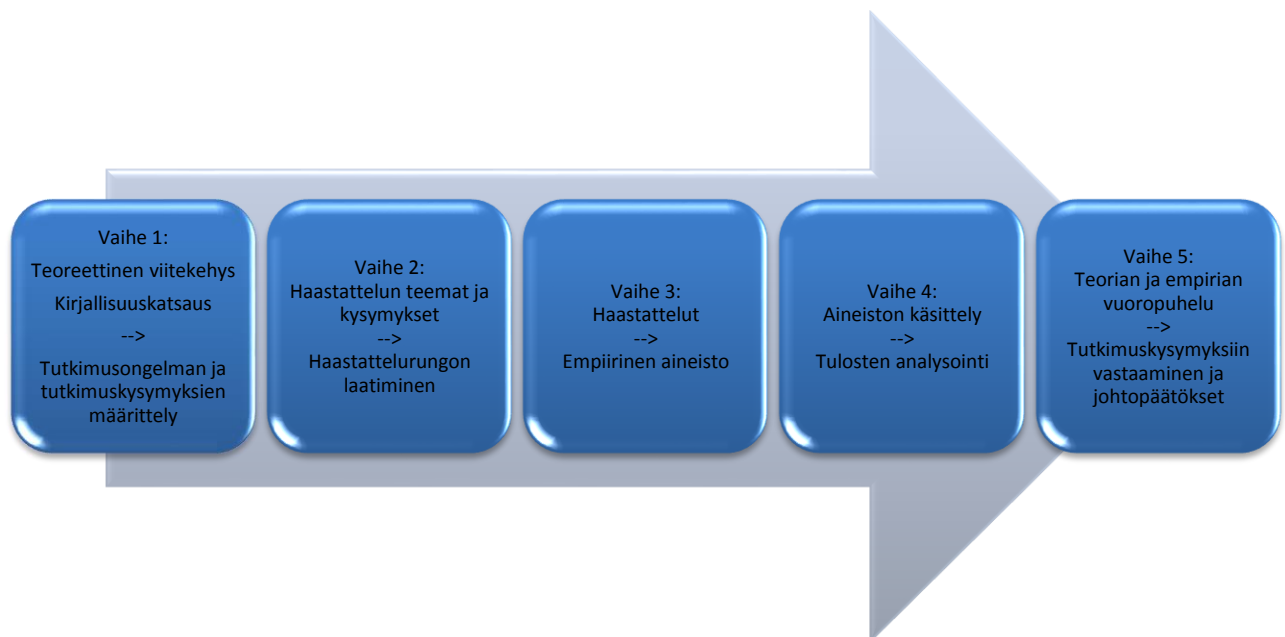 Vaihe 1:
Teoreettinen viitekehys
Kirjallisuuskatsaus
-->
Tutkimusongelman ja
tutkimuskysymyksien
määrittely
Vaihe 2:
Haastattelun teemat ja
kysymykset
-->
Haastattelurungon
laatiminen
Vaihe 3:
Haastattelut
-->
Empiirinen aineisto
Vaihe 4:
Aineiston käsittely
-->
Tulosten analysointi
Vaihe 5:
Teorian ja empirian
vuoropuhelu
-->
Tutkimuskysymyksiin
vastaaminen ja
johtopäätökset